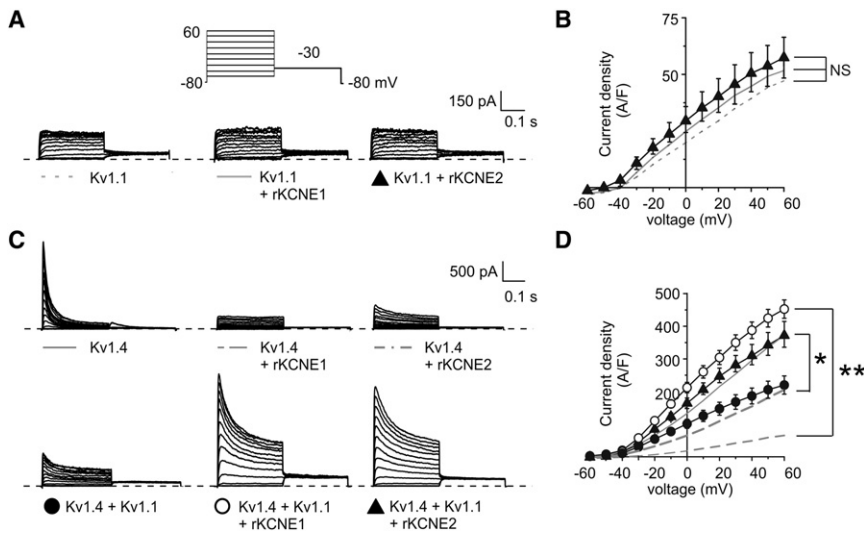 A
60
-30
-80
-80 mV
150 pA
0.1 s
Kv1.1
Kv1.1
+ rKCNE1
Kv1.1 + rKCNE2
B
Current density
(A/F)
75
50
25
NS
-60 -40 -20 0 20 40 60
voltage (mV)
C
500 pA
0.1 s
Kv1.4
Kv1.4
+ rKCNE1
Kv1.4
+ rKCNE2
Kv1.4 + Kv1.1
Kv1.4 + Kv1.1
+ rKCNE1
Kv1.4 + Kv1.1
+ rKCNE2
D
Current density
(A/F)
500
400
300
200
*
**
-60 -40 -20 0 20 40 60
voltage (mV)